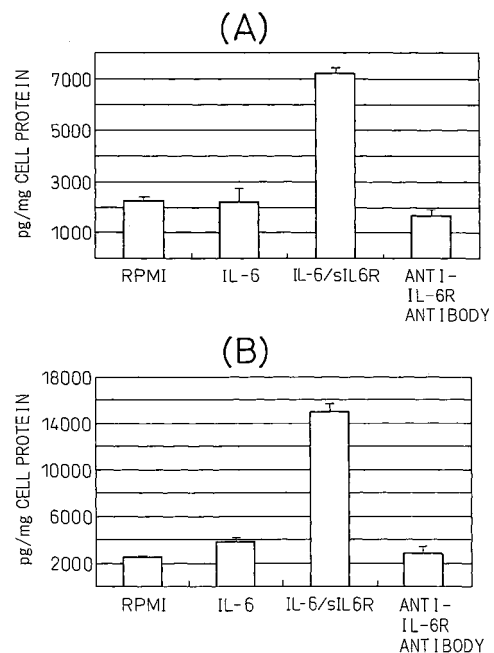 (A)
pg/mg CELL PROTEIN
7000
5000
3000
1000
RPMI
IL-6
IL-6/sIL6R
ANTI-
IL-6R
ANTIBODY
(B)
pg/mg CELL PROTEIN
18000
14000
10000
6000
2000
RPMI
IL-6
IL-6/sIL6R
ANTI-
IL-6R
ANTIBODY